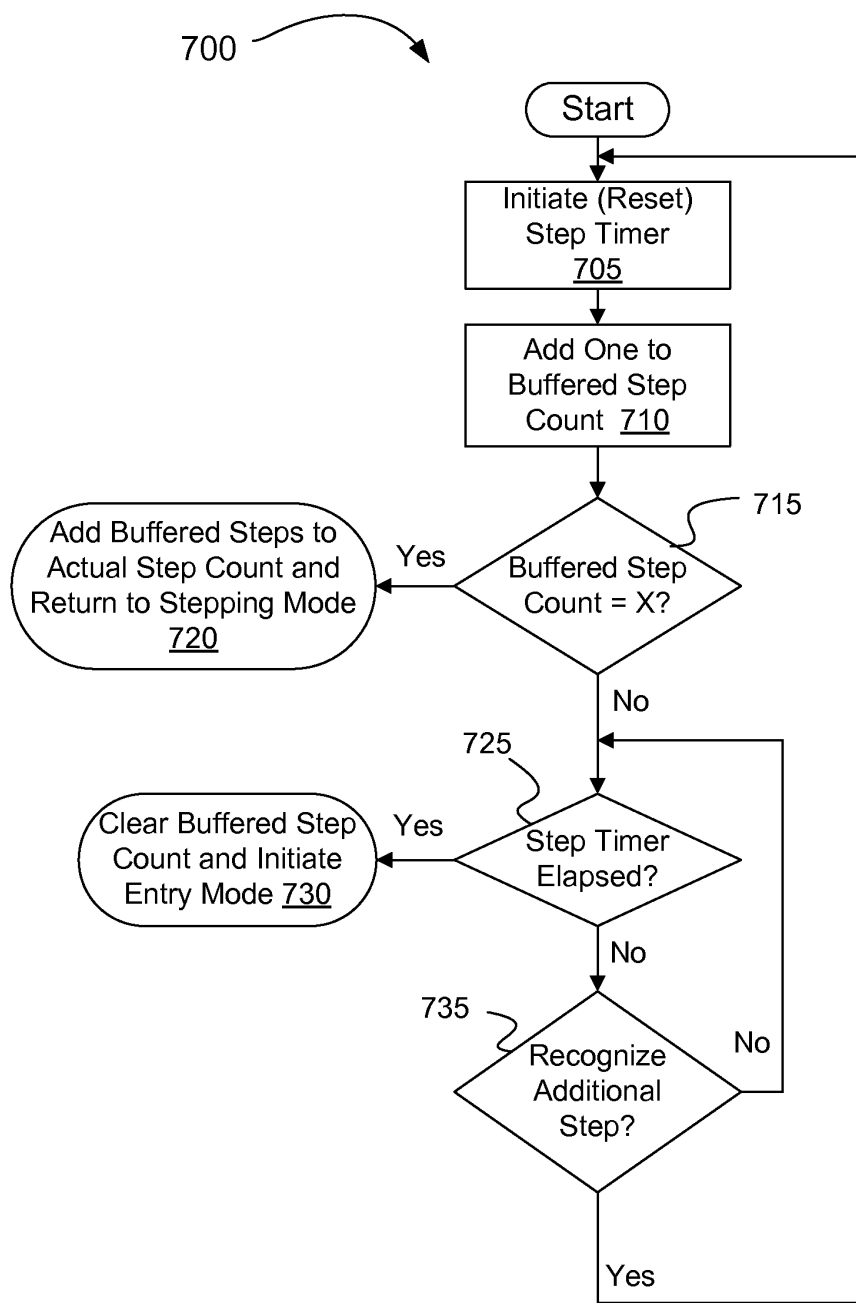 700
Start
Initiate (Reset)
Step Timer
705
Add One to
Buffered Step
Count 710
715
Buffered Step
Count = X?
Yes
Add Buffered Steps to
Actual Step Count and
Return to Stepping Mode
720
No
725
Step Timer
Elapsed?
Yes
Clear Buffered Step
Count and Initiate
Entry Mode 730
No
735
Recognize
Additional
Step?
No
Yes